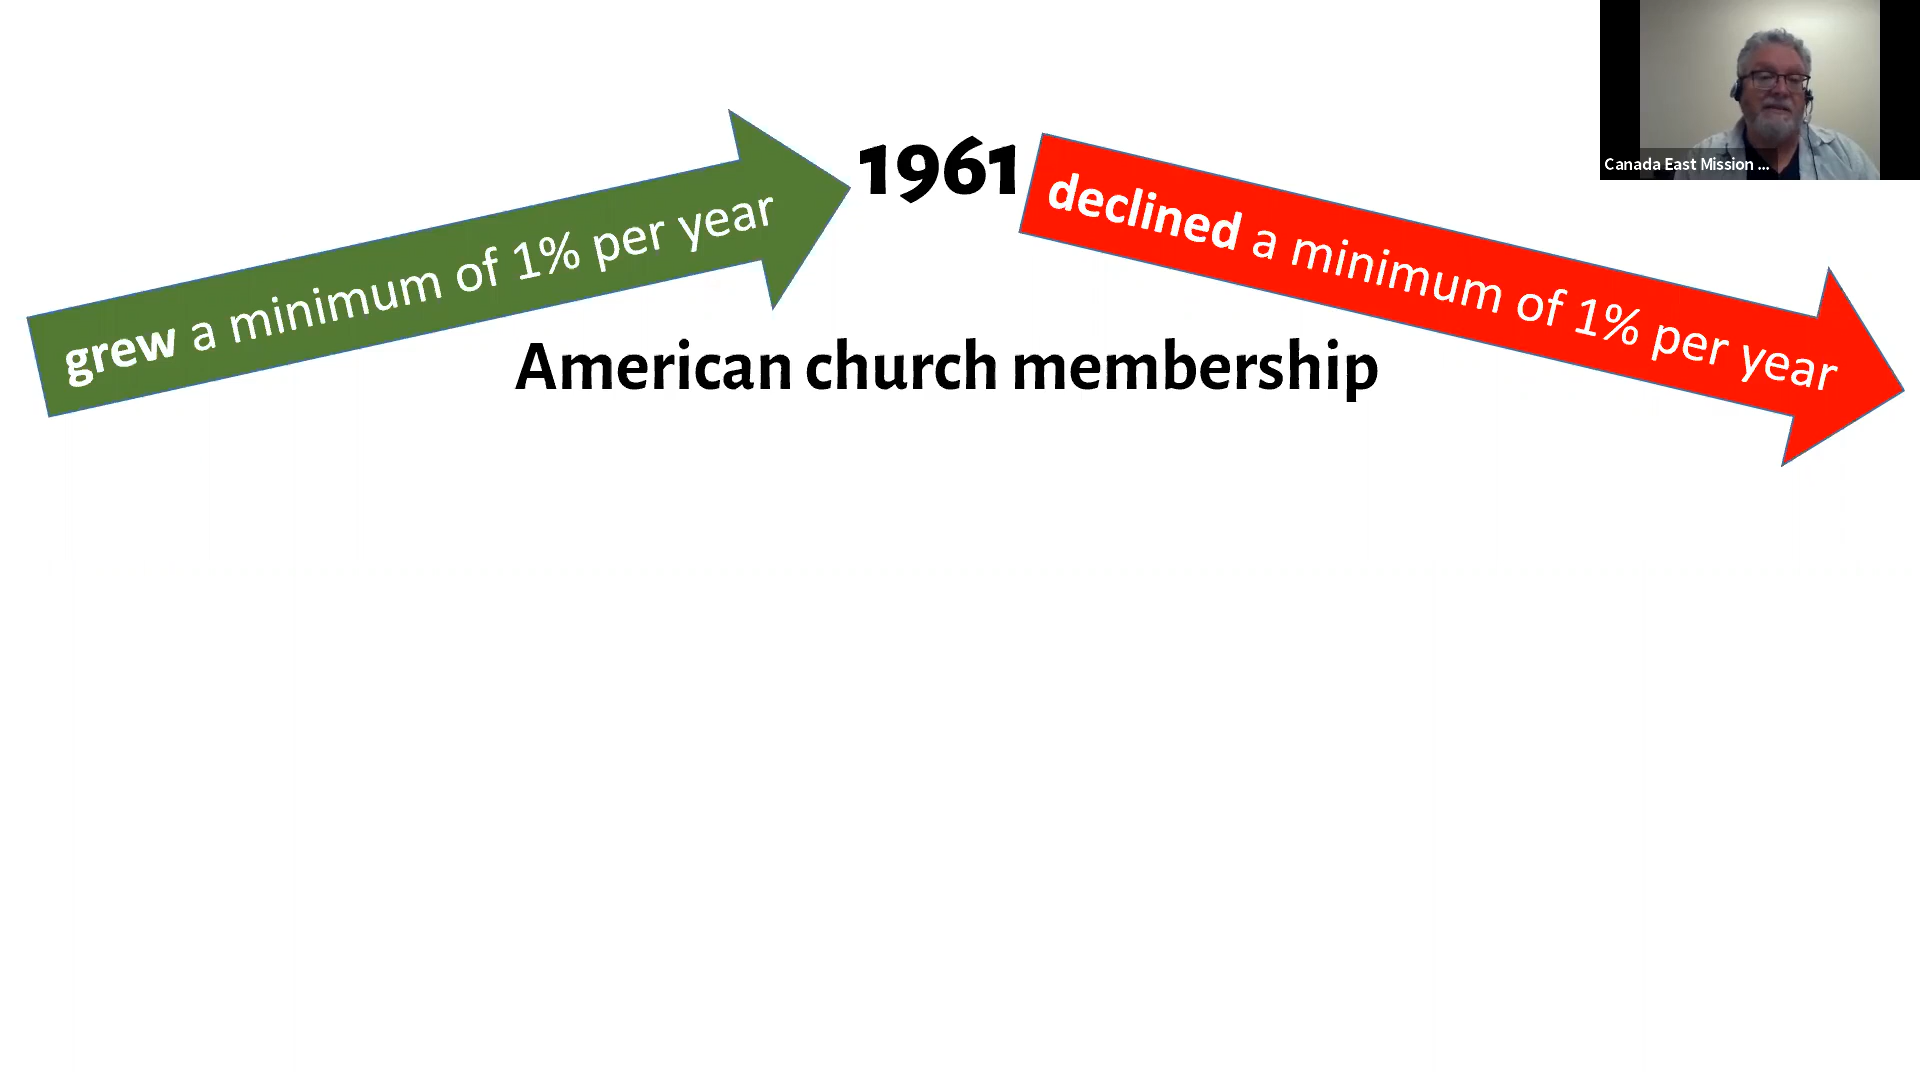 grew a minimum of 1% per year
1961
declined a minimum of 1% per year
American church membership
Canada East Mission ...